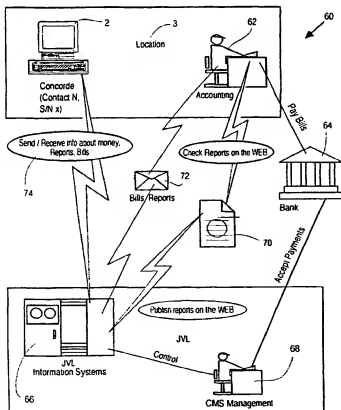 2
3
62
60
Location
Concorde
(Contact N,
S/N x)
Accounting
Pay Bills
64
Send / Receive info about money,
Reports, Bills
Check Reports on the WEB
74
72
Bills/Reports
Bank
70
Accept Payments
Publish reports on the WEB
JVL
JVL
Information Systems
Control
68
66
CMS Management